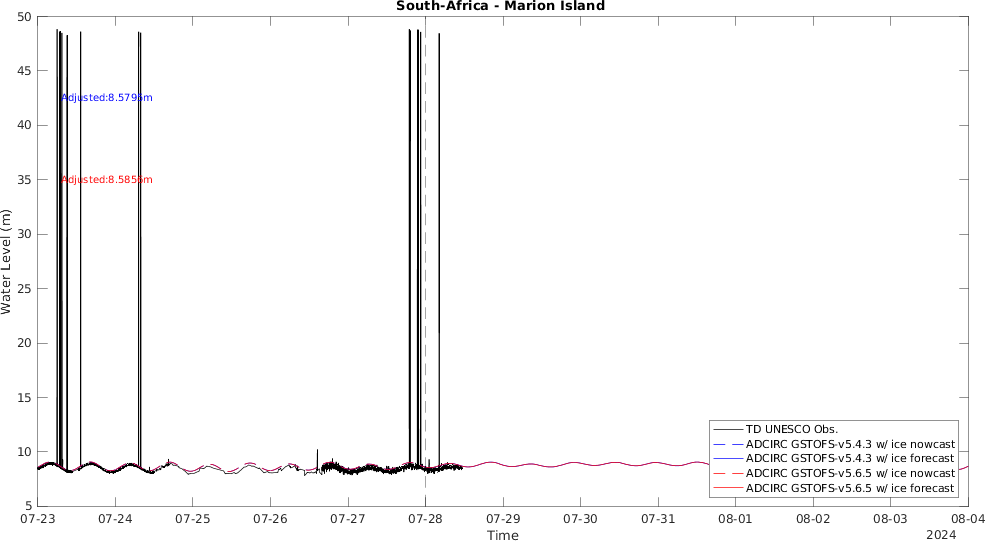 South-Africa - Marion Island
Water Level (m)
50
45
40
35
30
25
20
15
10
5
Adjusted:8.5795m
Adjusted:8.5855m
TD UNESCO Obs.
ADCIRC GSTOFS-v5.4.3 w/ ice nowcast
ADCIRC GSTOFS-v5.4.3 w/ ice forecast
ADCIRC GSTOFS-v5.6.5 w/ ice nowcast
ADCIRC GSTOFS-v5.6.5 w/ ice forecast
07-23 07-24 07-25 07-26 07-27 07-28 07-29 07-30 07-31 08-01 08-02 08-03 08-04
Time
2024